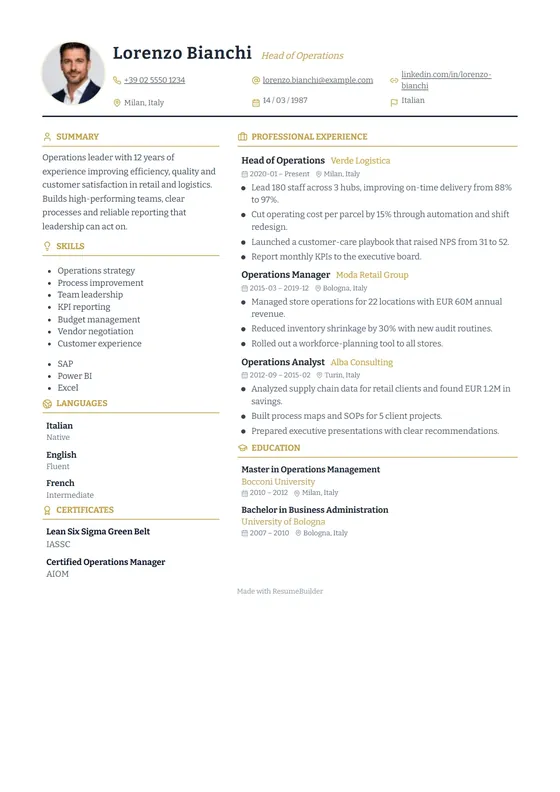 Lorenzo Bianchi Head of Operations
+39 02 5550 1234
lorenzo.bianchi@example.com
linkedin.com/in/lorenzo-
bianchi
Milan, Italy
14 / 03 / 1987
Italian
SUMMARY
Operations leader with 12 years of
experience improving efficiency, quality and
customer satisfaction in retail and logistics.
Builds high-performing teams, clear
processes and reliable reporting that
leadership can act on.
SKILLS
• Operations strategy
• Process improvement
• Team leadership
• KPI reporting
• Budget management
• Vendor negotiation
• Customer experience
• SAP
• Power BI
• Excel
LANGUAGES
Italian
Native
English
Fluent
French
Intermediate
CERTIFICATES
Lean Six Sigma Green Belt
IASSC
Certified Operations Manager
AIOM
PROFESSIONAL EXPERIENCE
Head of Operations Verde Logistica
2020-01 – Present Milan, Italy
• Lead 180 staff across 3 hubs, improving on-time delivery from 88%
to 97%.
• Cut operating cost per parcel by 15% through automation and shift
redesign.
• Launched a customer-care playbook that raised NPS from 31 to 52.
• Report monthly KPIs to the executive board.
Operations Manager Moda Retail Group
2015-03 – 2019-12 Bologna, Italy
• Managed store operations for 22 locations with EUR 60M annual
revenue.
• Reduced inventory shrinkage by 30% with new audit routines.
• Rolled out a workforce-planning tool to all stores.
Operations Analyst Alba Consulting
2012-09 – 2015-02 Turin, Italy
• Analyzed supply chain data for retail clients and found EUR 1.2M in
savings.
• Built process maps and SOPs for 5 client projects.
• Prepared executive presentations with clear recommendations.
EDUCATION
Master in Operations Management
Bocconi University
2010 – 2012 Milan, Italy
Bachelor in Business Administration
University of Bologna
2007 – 2010 Bologna, Italy
Made with ResumeBuilder